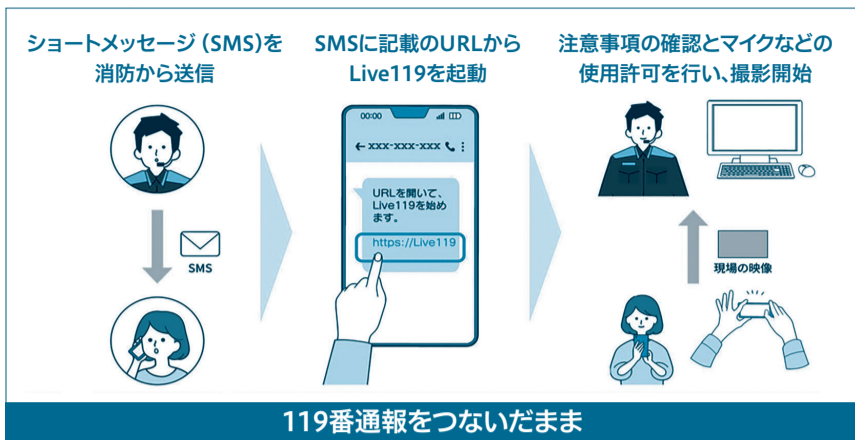 ショートメッセージ(SMS)を
消防から送信
SMS
SMSに記載のURLから
Live119を起動
00:00
xxx-xxx-xxx
URLを開いて、
Live119を始め
ます。
https://Live119
注意事項の確認とマイクなどの
使用許可を行い、撮影開始
現場の映像
119番通報をつないだまま